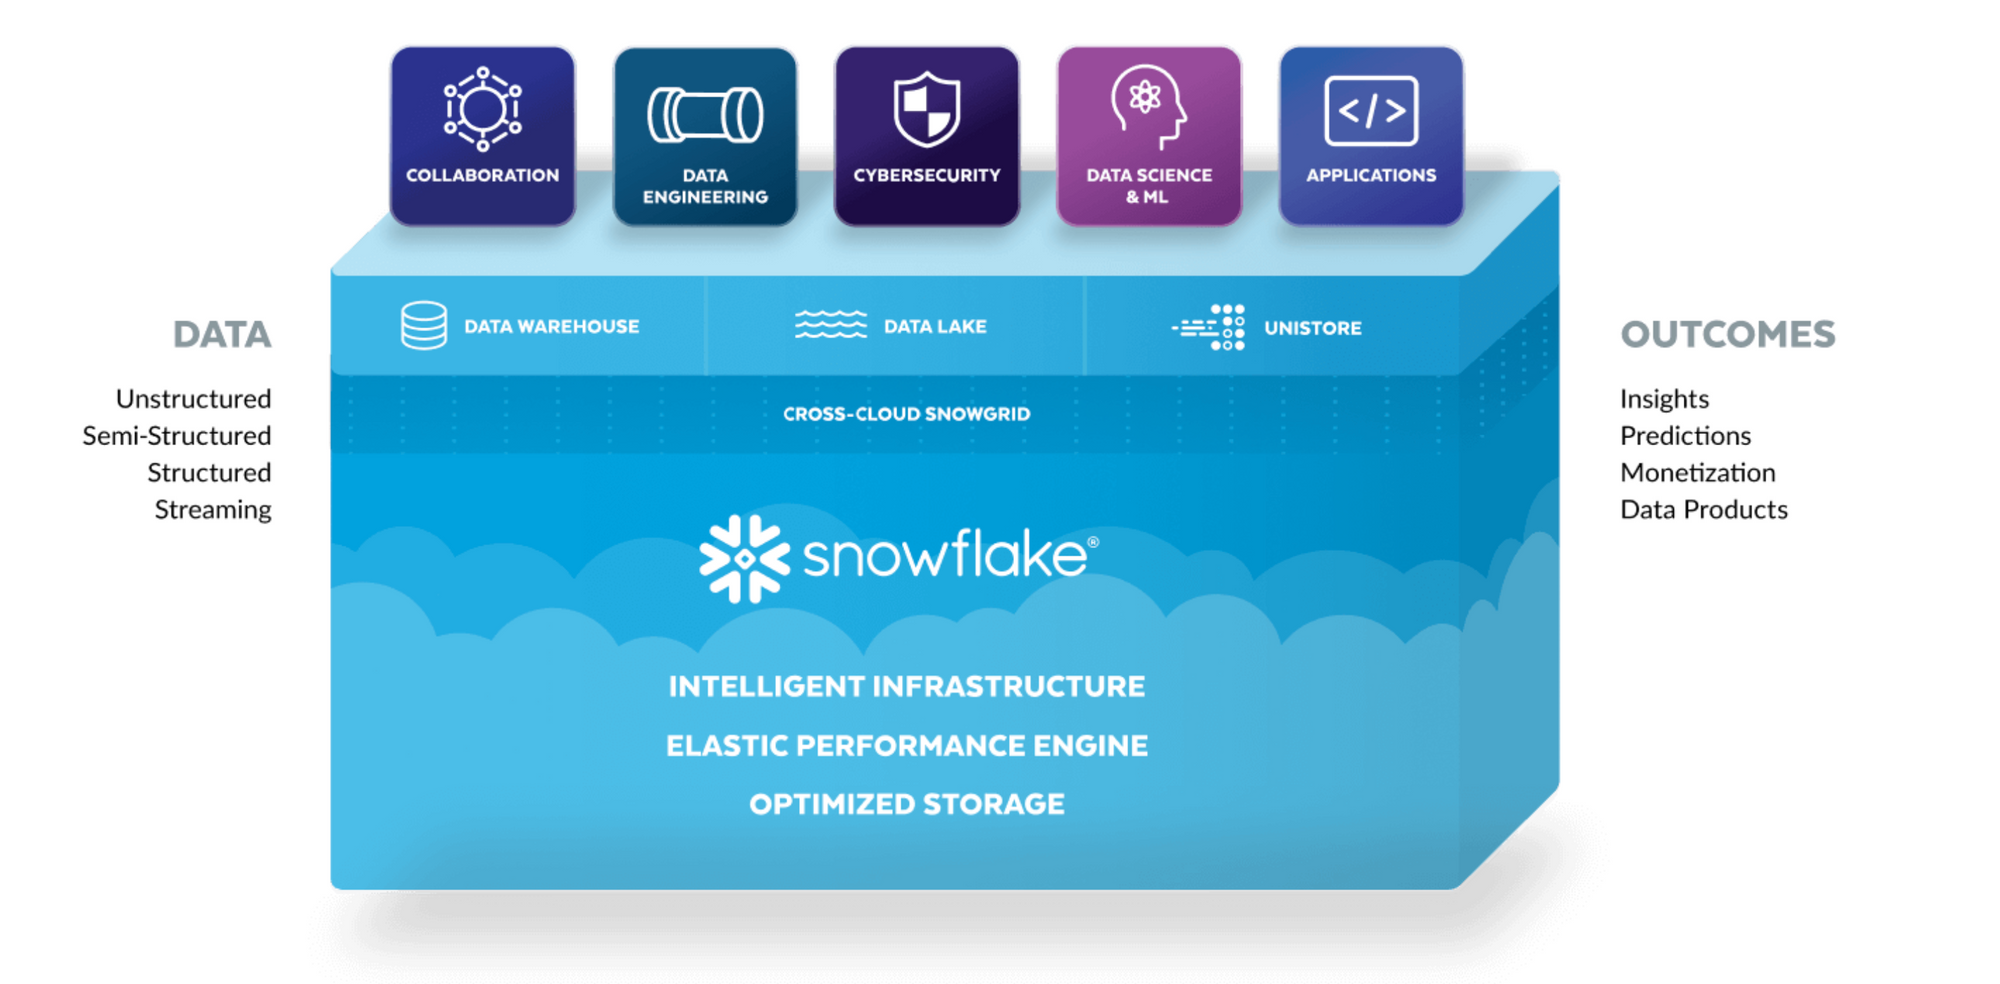 COLLABORATION
DATA
ENGINEERING
CYBERSECURITY
DATA SCIENCE
& ML
</>
APPLICATIONS
DATA
Unstructured
Semi-Structured
Structured
Streaming
DATA WAREHOUSE
DATA LAKE
UNISTORE
CROSS-CLOUD SNOWGRID
snowflake®
INTELLIGENT INFRASTRUCTURE
ELASTIC PERFORMANCE ENGINE
OPTIMIZED STORAGE
OUTCOMES
Insights
Predictions
Monetization
Data Products